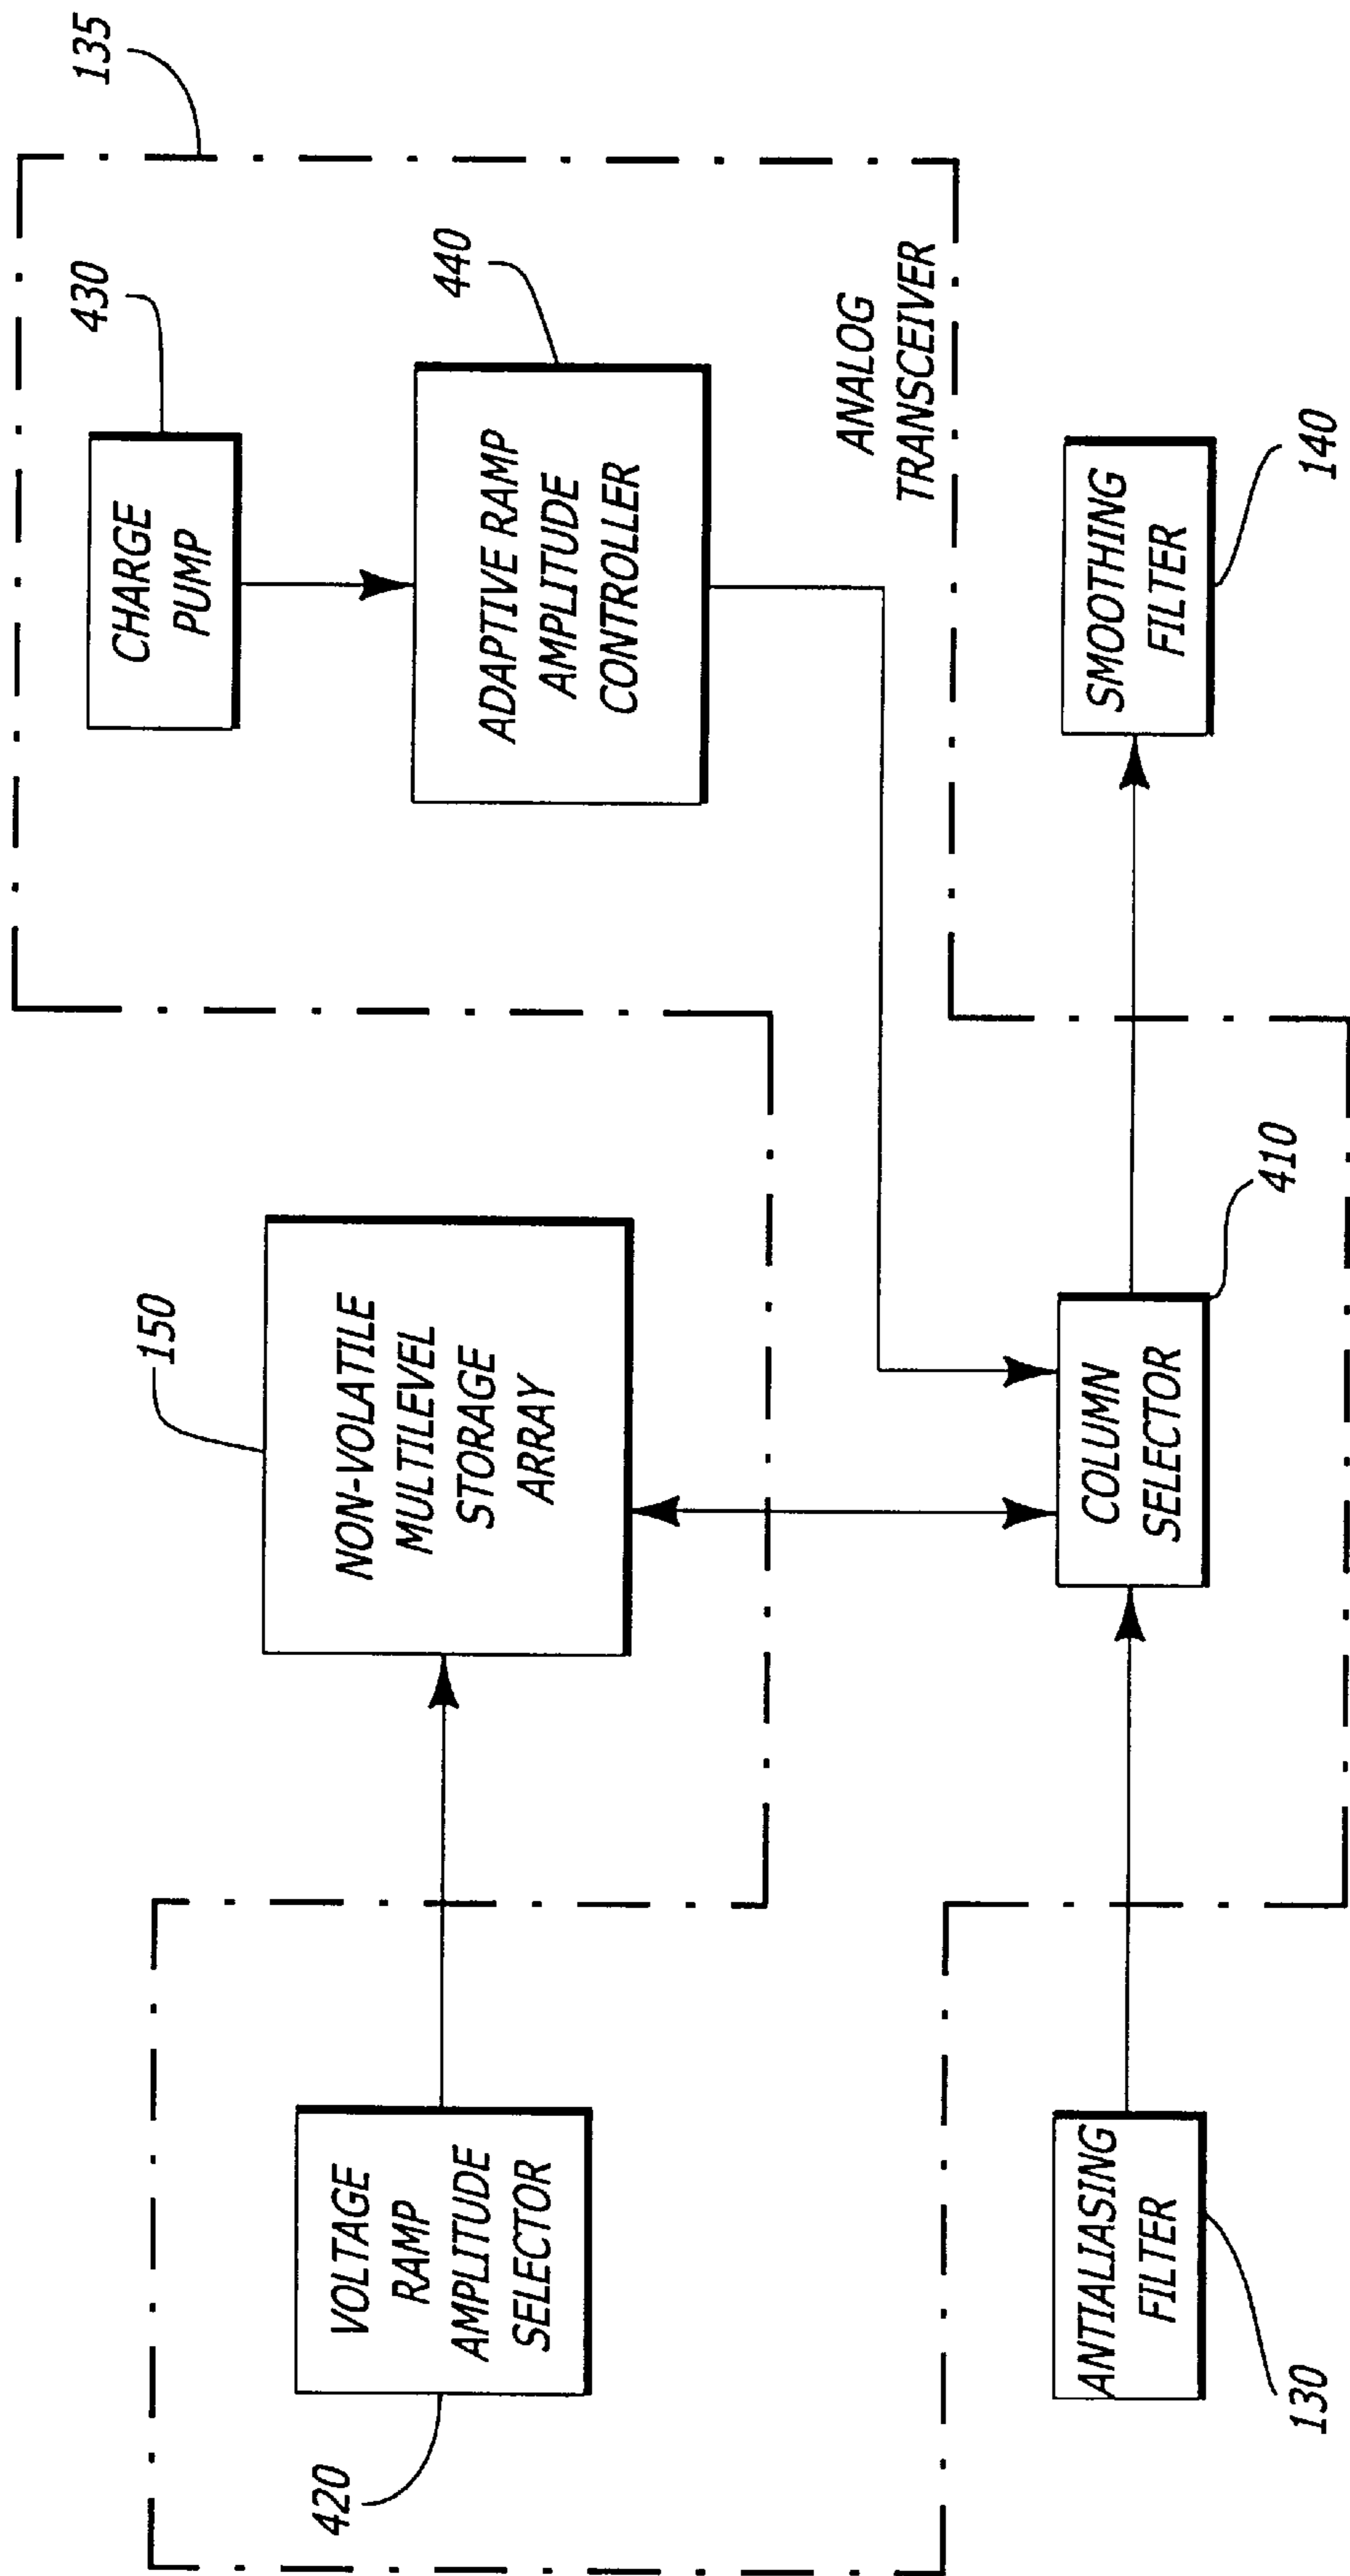 135
430
CHARGE
PUMP
440
ADAPTIVE RAMP
AMPLITUDE
CONTROLLER
ANALOG
TRANSCEIVER
150
NON-VOLATILE
MULTILEVEL
STORAGE
ARRAY
420
VOLTAGE
RAMP
AMPLITUDE
SELECTOR
ANTIALIASING
FILTER
130
COLUMN
SELECTOR
410
SMOOTHING
FILTER
140